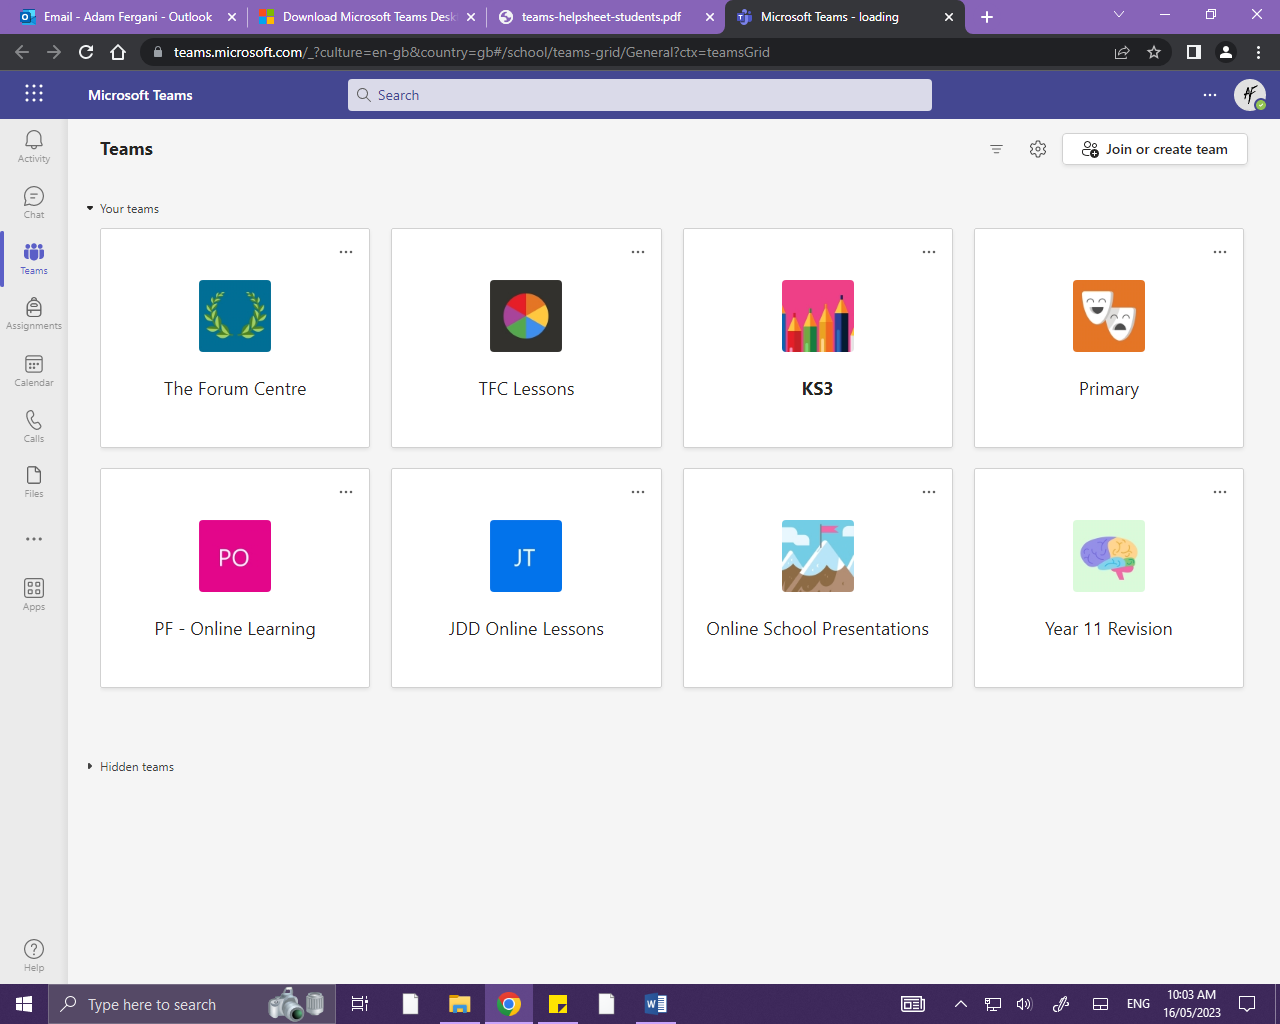 Email - Adam Fergani - Outlook
Download Microsoft Teams Desk
teams-helpsheet-students.pdf
Microsoft Teams - loading
teams.microsoft.com/_?culture=en-gb&country=gb#/school/teams-grid/General?ctx=teamsGrid
Microsoft Teams
Search
AF
Activity
Chat
Teams
Assignments
Calendar
Calls
Files
Apps
Help
Teams
Join or create team
Your teams
The Forum Centre
TFC Lessons
KS3
Primary
PO
PF - Online Learning
JT
JDD Online Lessons
Online School Presentations
Year 11 Revision
Hidden teams
Type here to search
ENG
10:03 AM
16/05/2023